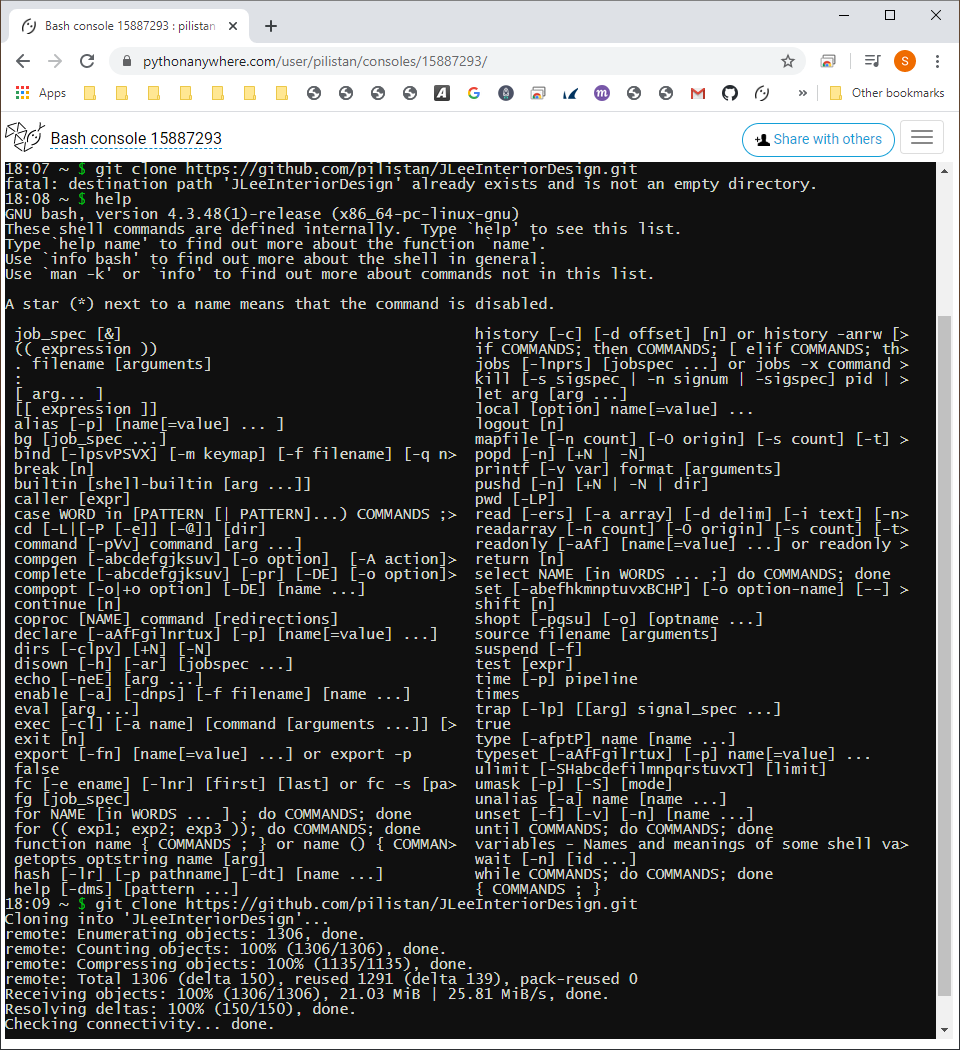 Bash console 15887293 : pilistan
pythonanywhere.com/user/pilistan/consoles/15887293/
S
Apps
A
G
m
»
Other bookmarks
Bash console 15887293
Share with others
18:07 ~ $ git clone https://github.com/pilistan/JLeeInteriorDesign.git
fatal: destination path 'JLeeInteriorDesign' already exists and is not an empty directory.
18:08 ~ $ help
GNU bash, version 4.3.48(1)-release (x86_64-pc-linux-gnu)
These shell commands are defined internally.  Type `help' to see this list.
Type `help name' to find out more about the function `name'.
Use `info bash' to find out more about the shell in general.
Use `man -k' or `info' to find out more about commands not in this list.
A star (*) next to a name means that the command is disabled.
job_spec [&]                                       history [-c] [-d offset] [n] or history -anrw [>
(( expression ))                                   if COMMANDS; then COMMANDS; [ elif COMMANDS; th>
. filename [arguments]                             jobs [-lnprs] [jobspec ...] or jobs -x command >
:                                                  kill [-s sigspec | -n signum | -sigspec] pid | >
[ arg... ]                                         let arg [arg ...]
[[ expression ]]                                   local [option] name[=value] ...
alias [-p] [name[=value] ... ]                     logout [n]
bg [job_spec ...]                                  mapfile [-n count] [-O origin] [-s count] [-t] >
bind [-lpsvPSVX] [-m keymap] [-f filename] [-q n>  popd [-n] [+N | -N]
break [n]                                          printf [-v var] format [arguments]
builtin [shell-builtin [arg ...]]                  pushd [-n] [+N | -N | dir]
caller [expr]                                      pwd [-LP]
case WORD in [PATTERN [| PATTERN]...) COMMANDS ;>  read [-ers] [-a array] [-d delim] [-i text] [-n>
cd [-L|[-P [-e]] [-@]] [dir]                       readarray [-n count] [-O origin] [-s count] [-t>
command [-pVv] command [arg ...]                   readonly [-aAf] [name[=value] ...] or readonly >
compgen [-abcdefgjksuv] [-o option]  [-A action]>  return [n]
complete [-abcdefgjksuv] [-pr] [-DE] [-o option]>  select NAME [in WORDS ... ;] do COMMANDS; done
compopt [-o|+o option] [-DE] [name ...]            set [-abefhkmnptuvxBCHP] [-o option-name] [--] >
continue [n]                                       shift [n]
coproc [NAME] command [redirections]               shopt [-pqsu] [-o] [optname ...]
declare [-aAfFgilnrtux] [-p] [name[=value] ...]    source filename [arguments]
dirs [-clpv] [+N] [-N]                             suspend [-f]
disown [-h] [-ar] [jobspec ...]                    test [expr]
echo [-neE] [arg ...]                              time [-p] pipeline
enable [-a] [-dnps] [-f filename] [name ...]       times
eval [arg ...]                                     trap [-lp] [[arg] signal_spec ...]
exec [-cl] [-a name] [command [arguments ...]] [>  true
exit [n]                                           type [-afptP] name [name ...]
export [-fn] [name[=value] ...] or export -p       typeset [-aAfFgilrtux] [-p] name[=value] ...
false                                              ulimit [-SHabcdefilmnpqrstuvxT] [limit]
fc [-e ename] [-lnr] [first] [last] or fc -s [pa>  umask [-p] [-S] [mode]
fg [job_spec]                                      unalias [-a] name [name ...]
for NAME [in WORDS ... ] ; do COMMANDS; done       unset [-f] [-v] [-n] [name ...]
for (( exp1; exp2; exp3 )); do COMMANDS; done      until COMMANDS; do COMMANDS; done
function name { COMMANDS ; } or name () { COMMAN>  variables - Names and meanings of some shell va>
getopts optstring name [arg]                       wait [-n] [id ...]
hash [-lr] [-p pathname] [-dt] [name ...]          while COMMANDS; do COMMANDS; done
help [-dms] [pattern ...]                          { COMMANDS ; }
18:09 ~ $ git clone https://github.com/pilistan/JLeeInteriorDesign.git
Cloning into 'JLeeInteriorDesign'...
remote: Enumerating objects: 1306, done.
remote: Counting objects: 100% (1306/1306), done.
remote: Compressing objects: 100% (1135/1135), done.
remote: Total 1306 (delta 150), reused 1291 (delta 139), pack-reused 0
Receiving objects: 100% (1306/1306), 21.03 MiB | 25.81 MiB/s, done.
Resolving deltas: 100% (150/150), done.
Checking connectivity... done.